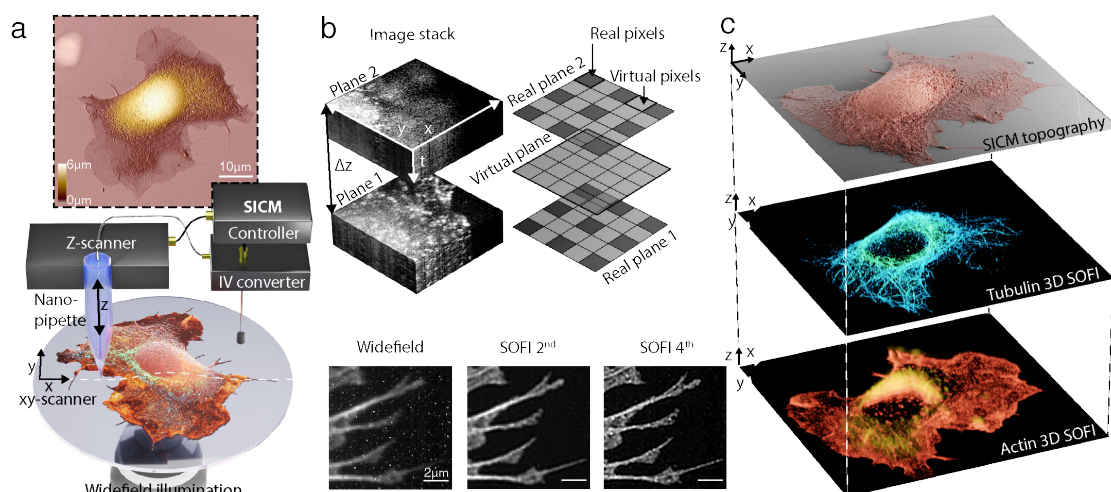 a
6µm
0µm
10µm
SICM
Controller
Z-scanner
IV converter
Nano-
pipette
z
y
x
xy-scanner
Widefield illumination
b
Image stack
Plane 2
y
x
t
Δz
Plane 1
Real pixels
Virtual pixels
Real plane 2
Virtual plane
Real plane 1
Widefield
SOFI 2nd
SOFI 4th
2µm
c
z
x
y
SICM topography
z
x
y
Tubulin 3D SOFI
z
x
y
Actin 3D SOFI